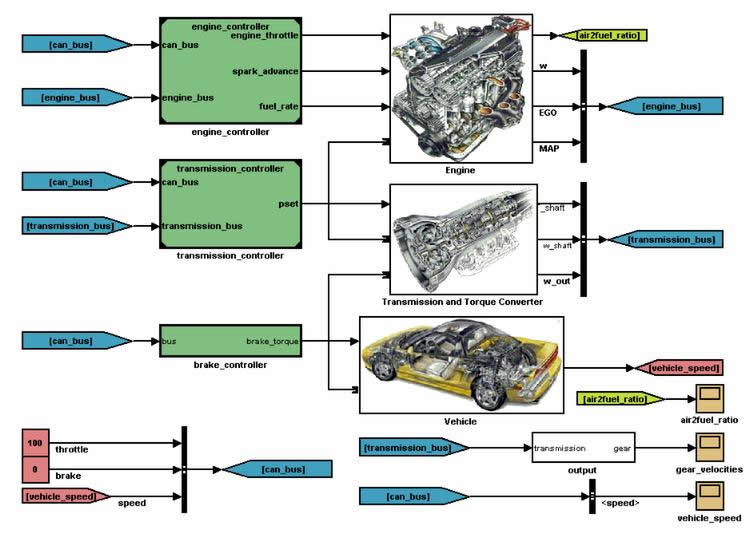 engine_controller
[can_bus]
can_bus
engine_throttle
[air2fuel_ratio]
spark_advance
w
[engine_bus]
engine_bus
fuel_rate
EGO
[engine_bus]
engine_controller
MAP
Engine
transmission_controller
[can_bus]
can_bus
pset
_shaft
[transmission_bus]
transmission_bus
w_shaft
[transmission_bus]
transmission_controller
w_out
Transmission and Torque Converter
[can_bus]
bus
brake_torque
brake_controller
[vehicle_speed]
[air2fuel_ratio]
Vehicle
air2fuel_ratio
100
throttle
[transmission_bus]
transmission
gear
0
brake
[can_bus]
output
gear_velocities
[vehicle_speed]
speed
[can_bus]
<speed>
vehicle_speed